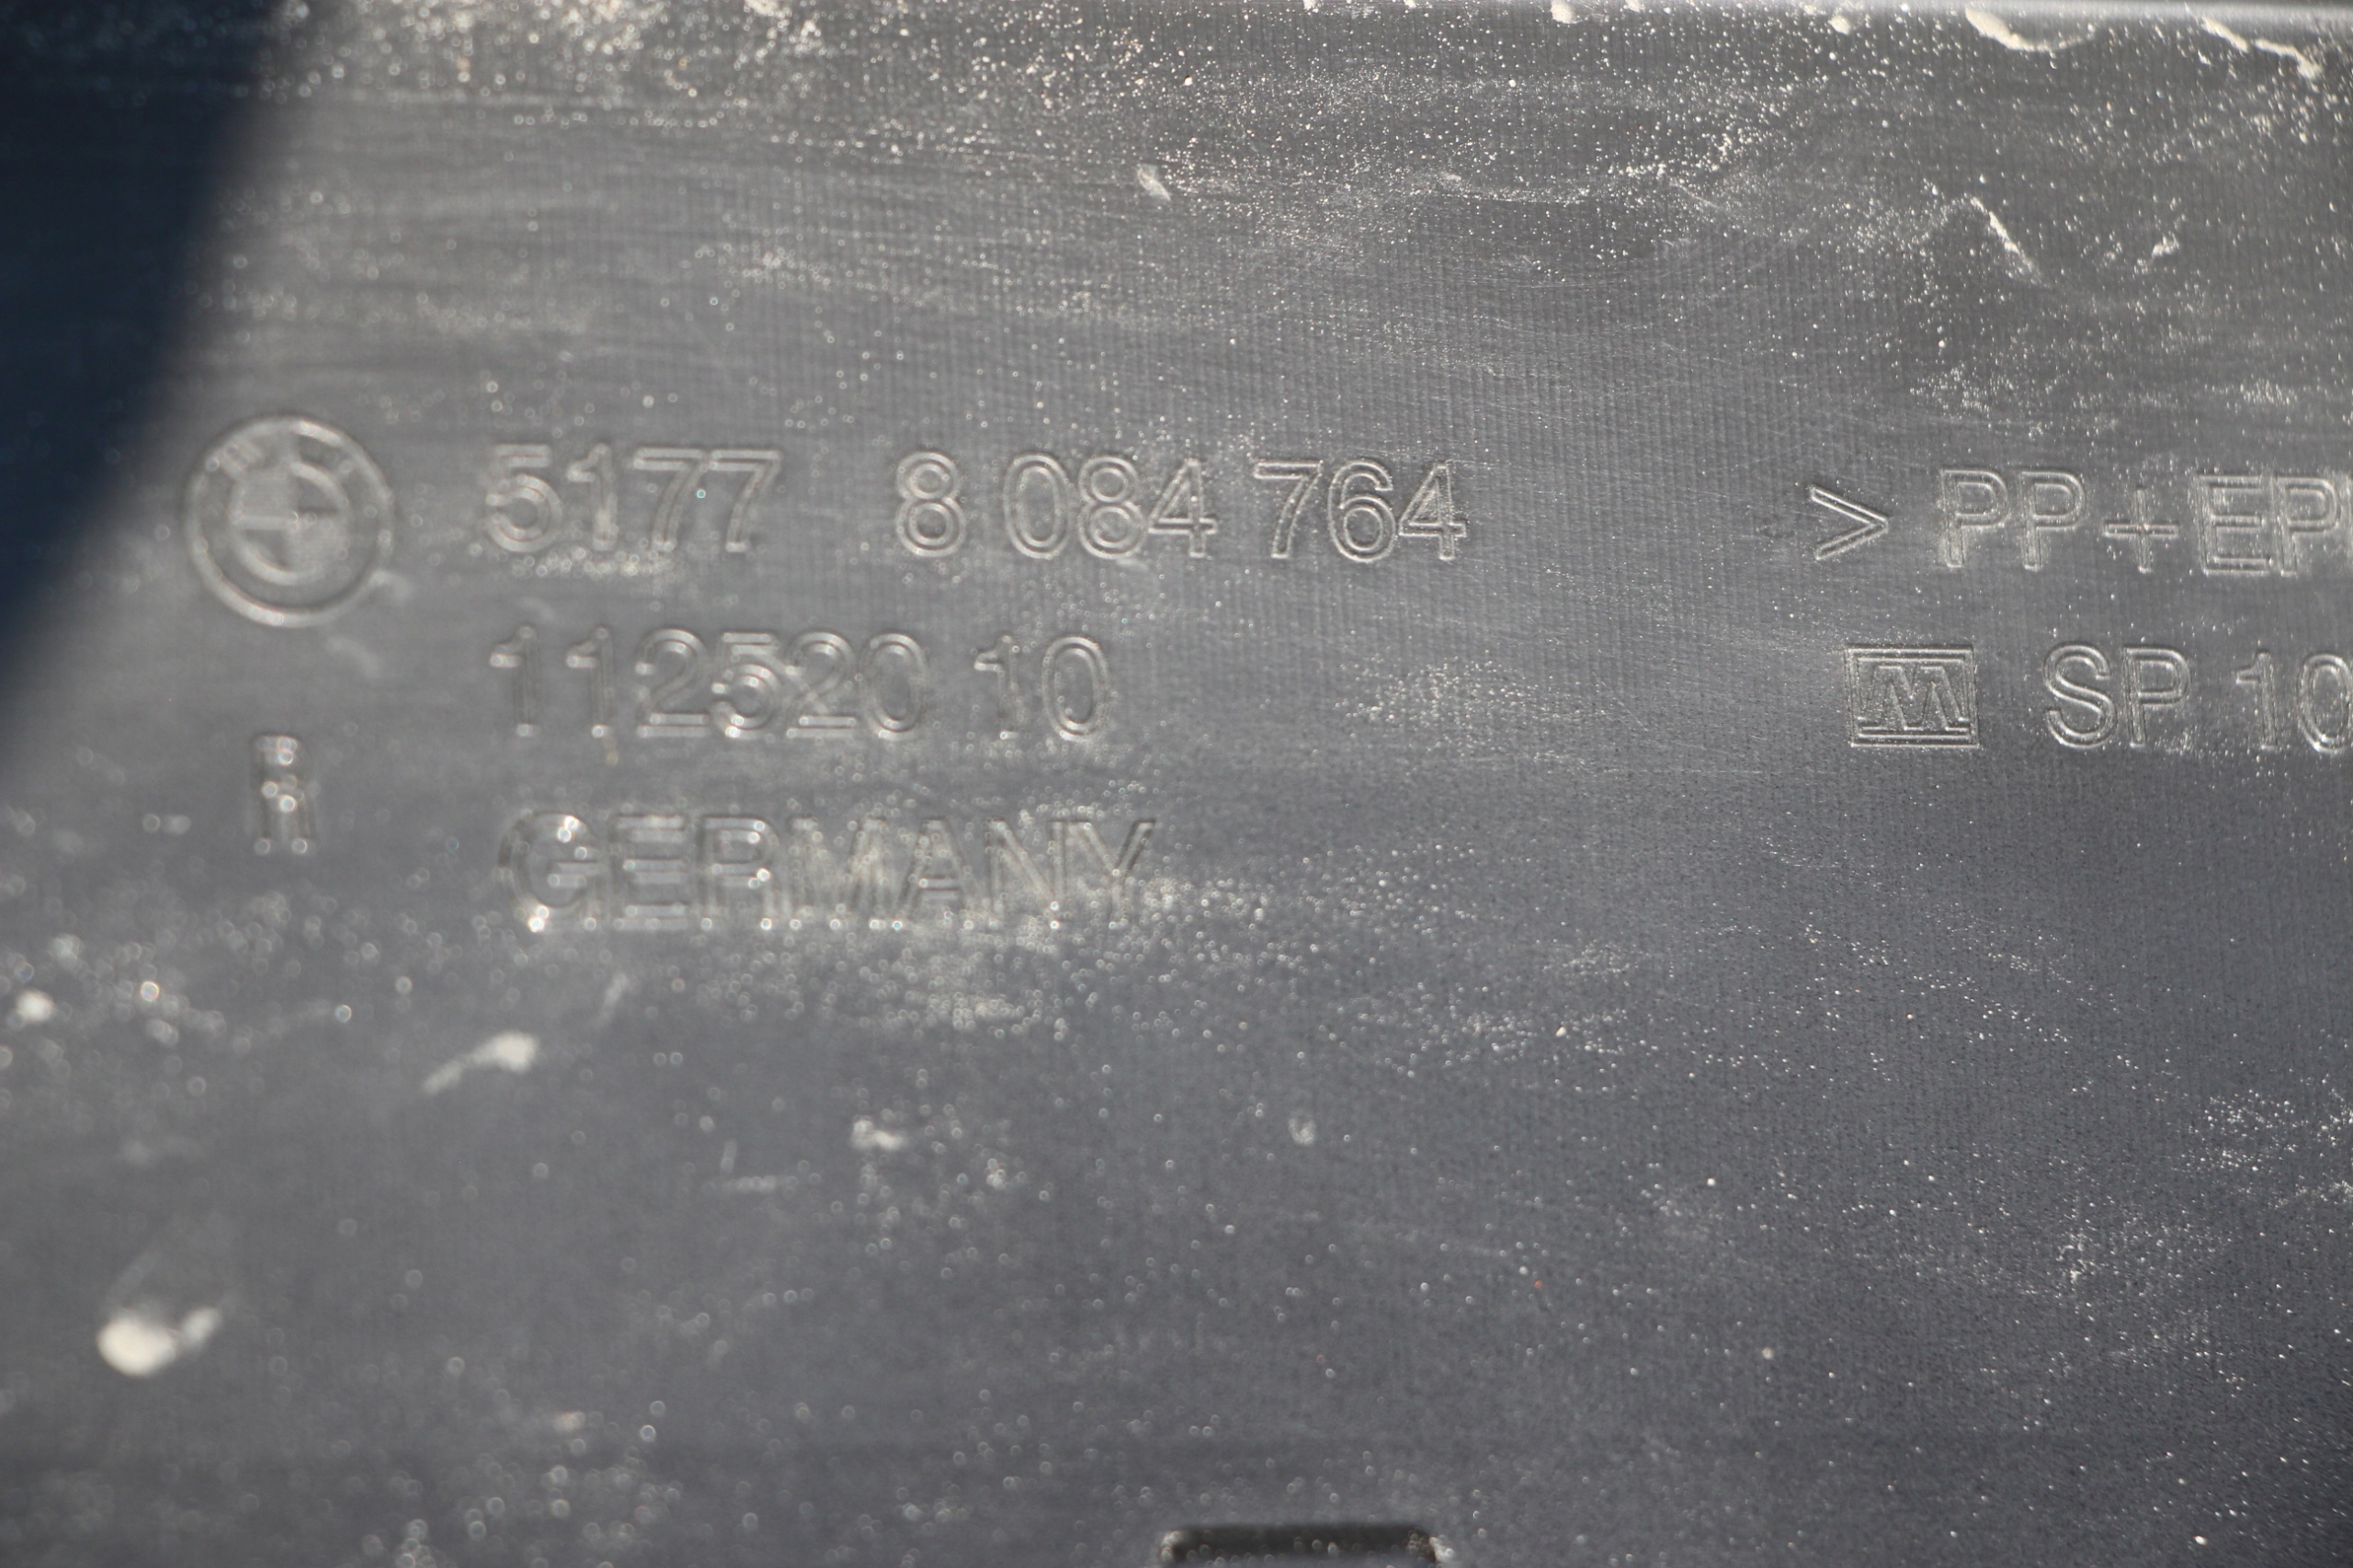 5177 8 084 764 > PP+EP
112520 10 SP 10
R
GERMANY